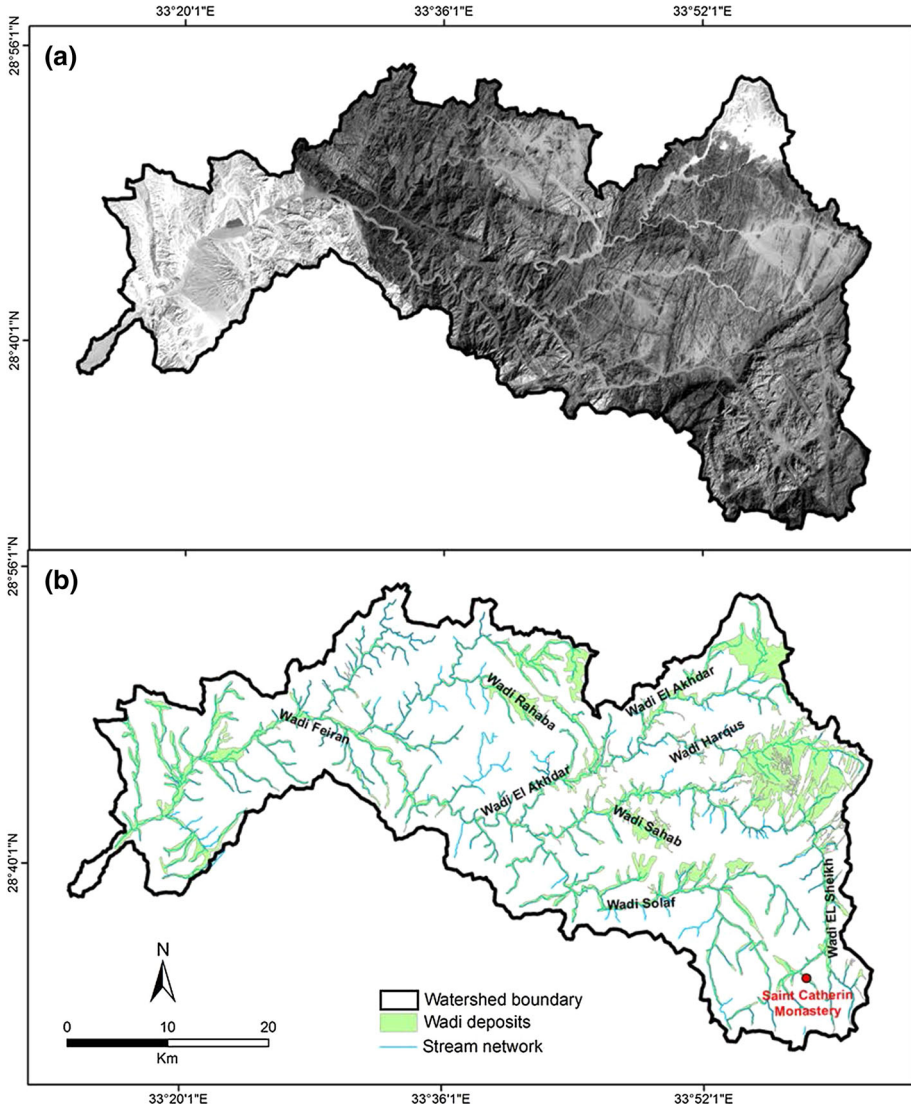 33°20'1"E 33°36'1"E 33°52'1"E
28°56'1"N
(a)
28°40'1"N
28°56'1"N
(b)
Wadi El Akhdar
Wadi Rahaba
Wadi Feiran
Wadi Harqus
Wadi El Akhdar
Wadi Sahab
28°40'1"N
Wadi EL Sheikh
Wadi Solaf
N
Saint Catherin
Monastery
Watershed boundary
0 10 20
Wadi deposits
Km
Stream network
33°20'1"E 33°36'1"E 33°52'1"E